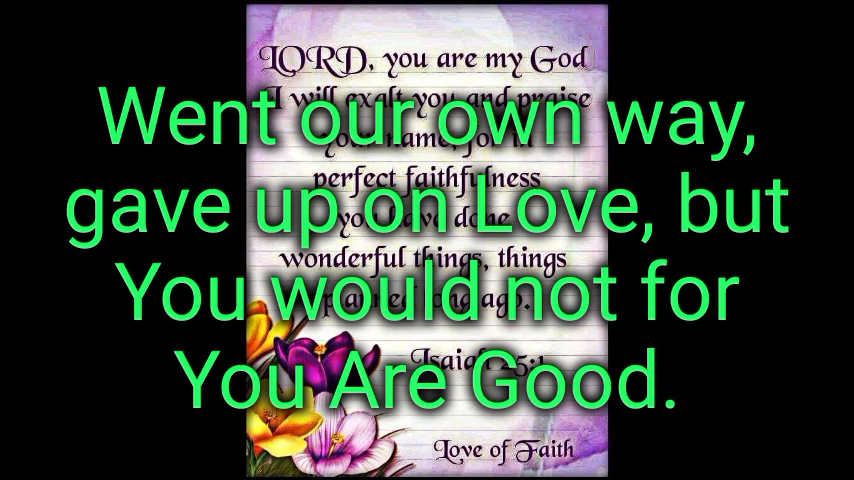 LORD, you are my God
I will exalt you and praise
your name, for in
perfect faithfulness
you have done
wonderful things, things
planned long ago.
Isaiah 25:1
Love of Faith
Went our own way,
gave up on Love, but
You would not for
You Are Good.